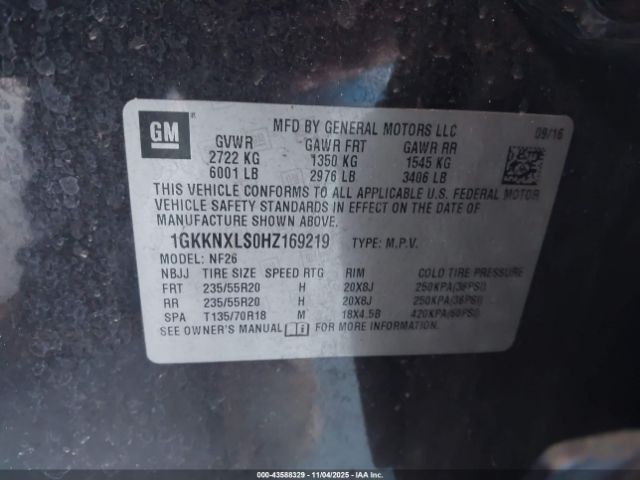 GM
MFD BY GENERAL MOTORS LLC 09/16
GVWR GAWR FRT GAWR RR
2722 KG 1350 KG 1545 KG
6001 LB 2976 LB 3406 LB
THIS VEHICLE CONFORMS TO ALL APPLICABLE U.S. FEDERAL MOTOR
VEHICLE SAFETY STANDARDS IN EFFECT ON THE DATE OF
MANUFACTURE SHOWN ABOVE.
1GKKNXLS0HZ169219 TYPE: M.P.V.
MODEL: NF26
NBJJ TIRE SIZE SPEED RTG RIM COLD TIRE PRESSURE
FRT 235/55R20 H 20X8J 250KPA(36PSI)
RR 235/55R20 H 20X8J 250KPA(36PSI)
SPA T135/70R18 M 18X4.5B 420KPA(60PSI)
SEE OWNER'S MANUAL FOR MORE INFORMATION.
000-43588329 - 11/04/2025 - IAAI.COM